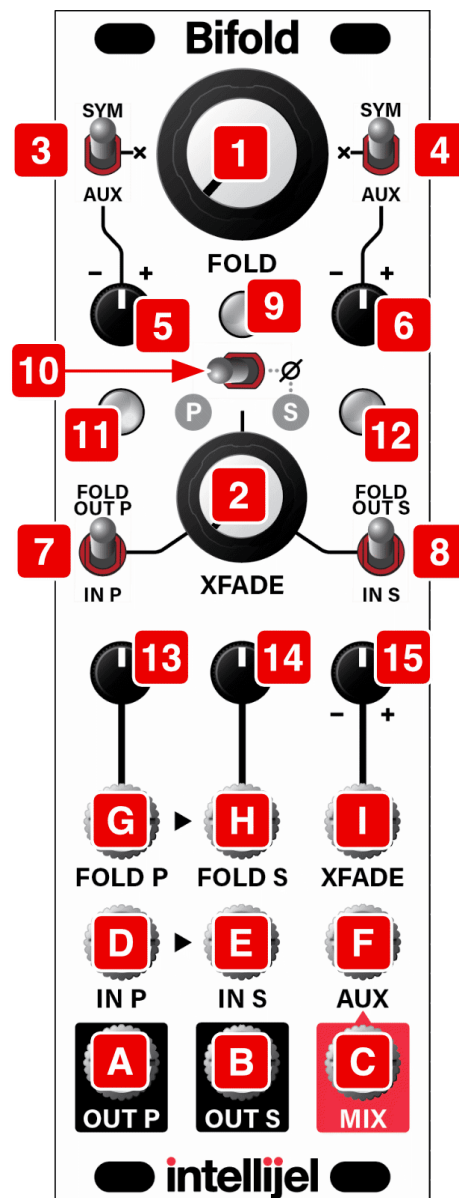 Bifold
SYM SYM
3 × 1 × 4
AUX AUX
FOLD
− + 9 − +
5 6
10 Ø
P S
11 12
FOLD OUT P 2 FOLD OUT S
7 8
IN P XFADE IN S
13 14 15
− +
G H I
FOLD P FOLD S XFADE
D E F
IN P IN S AUX
A B C
OUT P OUT S MIX
intellijel